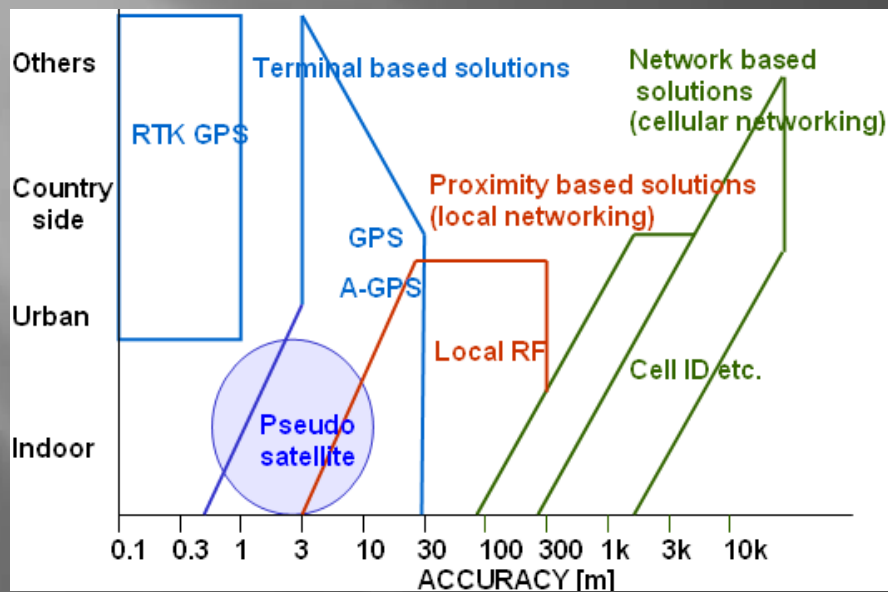 Others
Terminal based solutions
Network based
solutions
(cellular networking)
RTK GPS
Country
side
Proximity based solutions
(local networking)
GPS
A-GPS
Urban
Local RF
Cell ID etc.
Pseudo
satellite
Indoor
0.1 0.3 1 3 10 30 100 300 1k 3k 10k
ACCURACY [m]